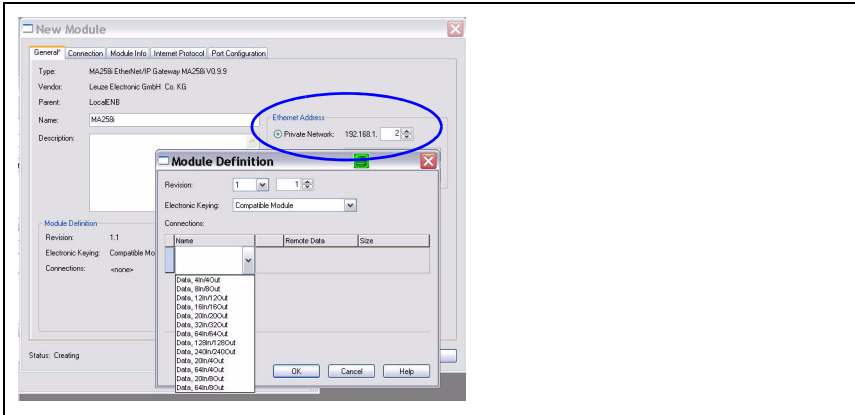 New Module
General* Connection Module Info Internet Protocol Port Configuration
Type: MA258i EtherNet/IP Gateway MA258i V0.9.9
Vendor: Leuze Electronic GmbH Co. KG
Parent: LocalENB
Name: MA258i
Description:
Ethernet Address
Private Network: 192.168.1. 2
Module Definition
Revision: 1.1
Electronic Keying: Compatible Mo
Connections: <none>
Status: Creating
Module Definition
Revision: 1 1
Electronic Keying: Compatible Module
Connections:
Name Remote Data Size
Data, 4In/4Out
Data, 8In/8Out
Data, 12In/12Out
Data, 16In/16Out
Data, 20In/20Out
Data, 32In/32Out
Data, 64In/64Out
Data, 128In/128Out
Data, 240In/240Out
Data, 20In/4Out
Data, 64In/4Out
Data, 20In/8Out
Data, 64In/8Out
OK Cancel Help